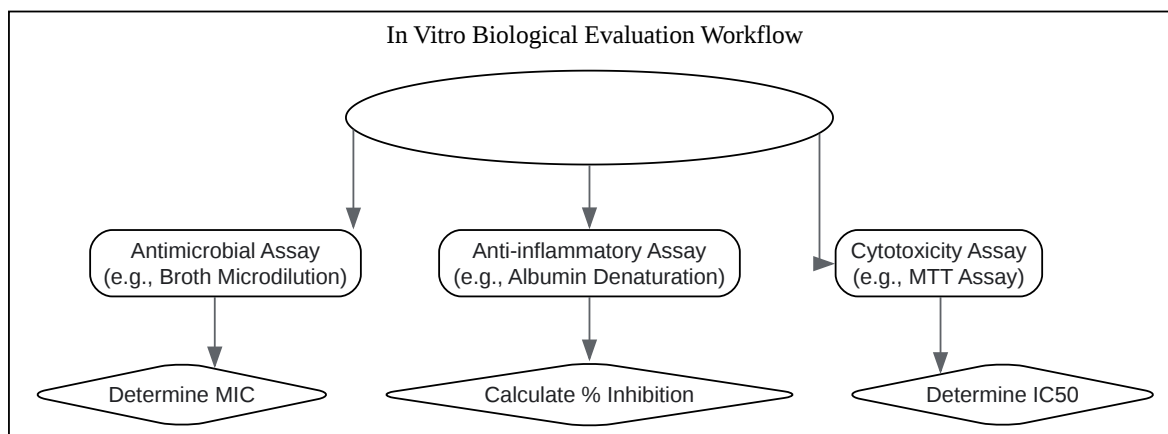 In Vitro Biological Evaluation Workflow
Antimicrobial Assay
(e.g., Broth Microdilution)
Anti-inflammatory Assay
(e.g., Albumin Denaturation)
Cytotoxicity Assay
(e.g., MTT Assay)
Determine MIC
Calculate % Inhibition
Determine IC50